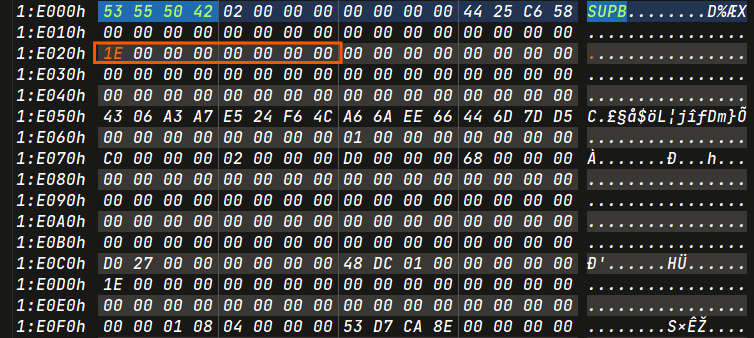 1:E000h 53 55 50 42 02 00 00 00 00 00 00 00 44 25 C6 58 SUPB........D%ÆX
1:E010h 00 00 00 00 00 00 00 00 00 00 00 00 00 00 00 00 ................
1:E020h 1E 00 00 00 00 00 00 00 00 00 00 00 00 00 00 00 ................
1:E030h 00 00 00 00 00 00 00 00 00 00 00 00 00 00 00 00 ................
1:E040h 00 00 00 00 00 00 00 00 00 00 00 00 00 00 00 00 ................
1:E050h 43 06 A3 A7 E5 24 F6 4C A6 6A EE 66 44 6D 7D D5 C.£§å$öL¦jîfDm}Õ
1:E060h 00 00 00 00 00 00 00 00 01 00 00 00 00 00 00 00 ................
1:E070h C0 00 00 00 02 00 00 00 D0 00 00 00 68 00 00 00 À.......Ð...h...
1:E080h 00 00 00 00 00 00 00 00 00 00 00 00 00 00 00 00 ................
1:E090h 00 00 00 00 00 00 00 00 00 00 00 00 00 00 00 00 ................
1:E0A0h 00 00 00 00 00 00 00 00 00 00 00 00 00 00 00 00 ................
1:E0B0h 00 00 00 00 00 00 00 00 00 00 00 00 00 00 00 00 ................
1:E0C0h D0 27 00 00 00 00 00 00 48 DC 01 00 00 00 00 00 Ð'......HÜ......
1:E0D0h 1E 00 00 00 00 00 00 00 00 00 00 00 00 00 00 00 ................
1:E0E0h 00 00 00 00 00 00 00 00 00 00 00 00 00 00 00 00 ................
1:E0F0h 00 00 01 08 04 00 00 00 53 D7 CA 8E 00 00 00 00 ........S×ÊŽ....